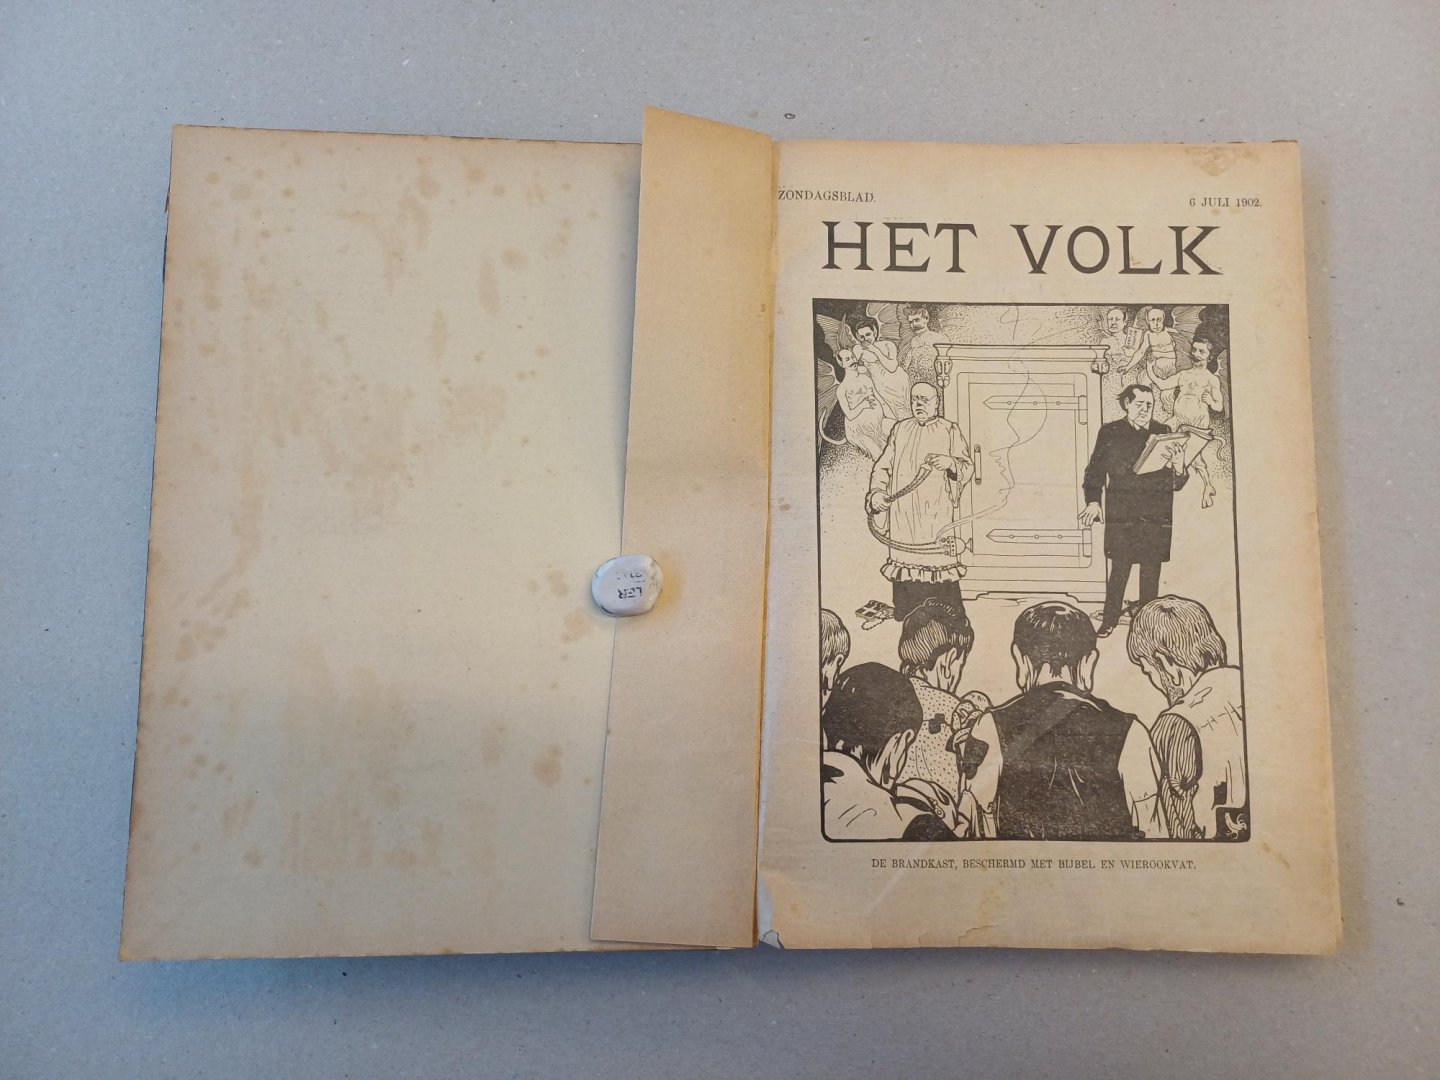 ZONDAGSBLAD.
6 JULI 1902.
HET VOLK
DE BRANDKAST, BESCHERMD MET BIJBEL EN WIEROOKVAT.